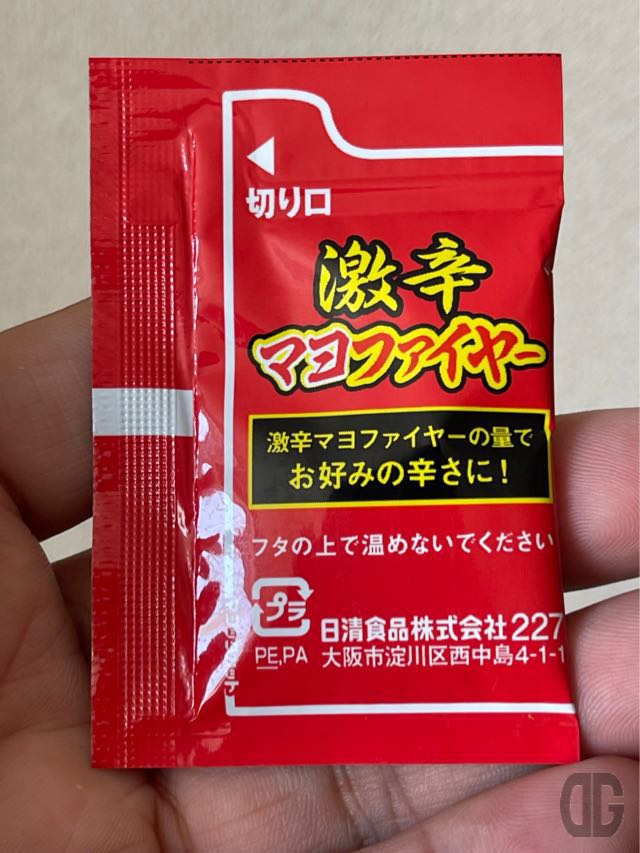 切り口
激辛
マヨファイヤー
激辛マヨファイヤーの量で
お好みの辛さに!
フタの上で温めないでください
プラ
PE,PA
日清食品株式会社 227
大阪市淀川区西中島4-1-1
DG